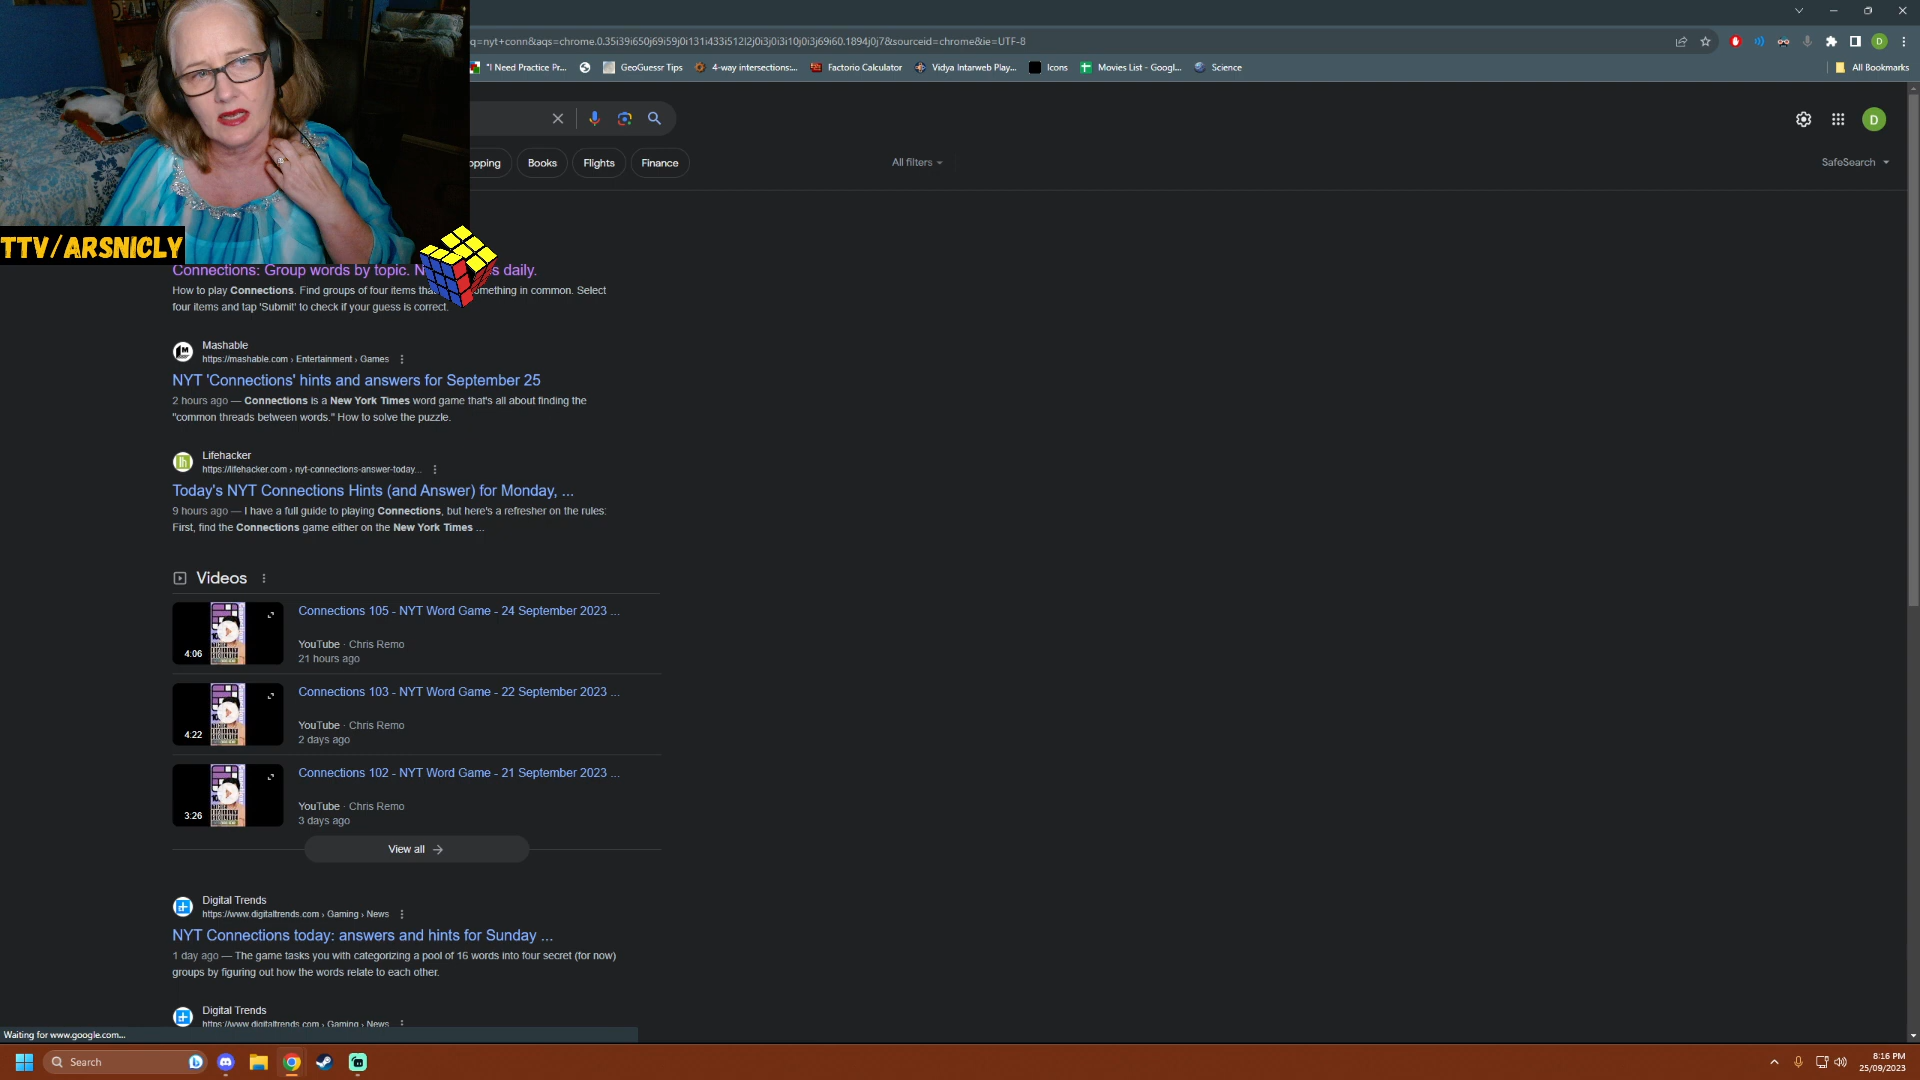 q=nyt+conn&aqs=chrome.0.35i39i650j69i59j0i131i433i512l2j0i3j0i3i10j0i3j69i60.1894j0j7&sourceid=chrome&ie=UTF-8
"I Need Practice Pr... GeoGuessr Tips 4-way intersections:... Factorio Calculator Vidya Intarweb Play... Icons Movies List - Googl... Science All Bookmarks
D
opping Books Flights Finance All filters SafeSearch
TTV/ARSNICLY
Connections: Group words by topic. N s daily.
How to play Connections. Find groups of four items tha omething in common. Select
four items and tap 'Submit' to check if your guess is correct.
Mashable
https://mashable.com › Entertainment › Games
NYT 'Connections' hints and answers for September 25
2 hours ago — Connections is a New York Times word game that's all about finding the
"common threads between words." How to solve the puzzle.
Lifehacker
https://lifehacker.com › nyt-connections-answer-today...
Today's NYT Connections Hints (and Answer) for Monday, ...
9 hours ago — I have a full guide to playing Connections, but here's a refresher on the rules:
First, find the Connections game either on the New York Times ...
Videos
Connections 105 - NYT Word Game - 24 September 2023 ...
YouTube · Chris Remo
4:06
21 hours ago
Connections 103 - NYT Word Game - 22 September 2023 ...
YouTube · Chris Remo
4:22
2 days ago
Connections 102 - NYT Word Game - 21 September 2023 ...
YouTube · Chris Remo
3:26
3 days ago
View all
Digital Trends
https://www.digitaltrends.com › Gaming › News
NYT Connections today: answers and hints for Sunday ...
1 day ago — The game tasks you with categorizing a pool of 16 words into four secret (for now)
groups by figuring out how the words relate to each other.
Digital Trends
https://www.digitaltrends.com › Gaming › News
Waiting for www.google.com...
Search
8:16 PM
25/09/2023